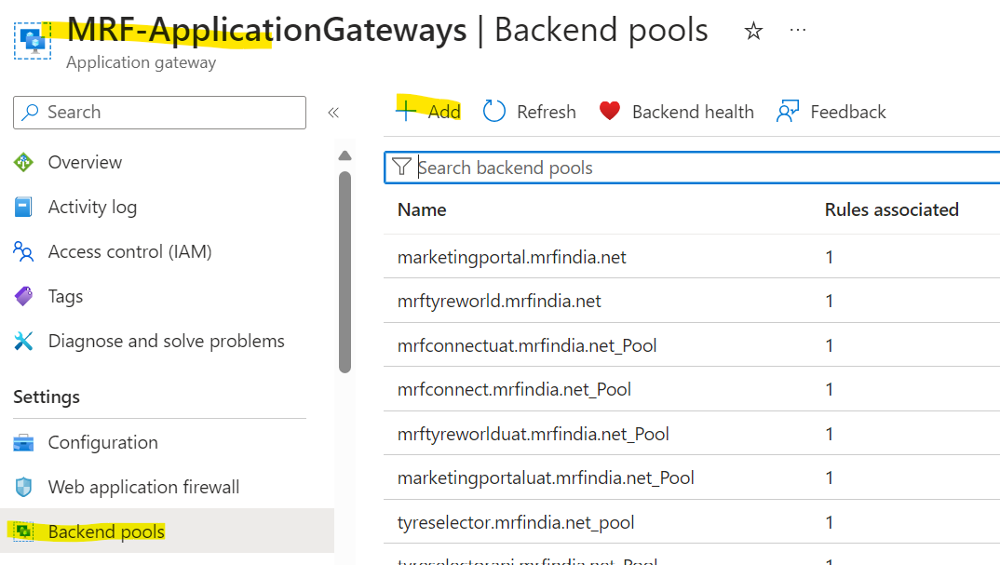 MRF-ApplicationGateways | Backend pools
Application gateway
Search
Overview
Activity log
Access control (IAM)
Tags
Diagnose and solve problems
Settings
Configuration
Web application firewall
Backend pools
Add Refresh Backend health Feedback
Search backend pools
Name Rules associated
marketingportal.mrfindia.net 1
mrftyreworld.mrfindia.net 1
mrfconnectuat.mrfindia.net_Pool 1
mrfconnect.mrfindia.net_Pool 1
mrftyreworlduat.mrfindia.net_Pool 1
marketingportaluat.mrfindia.net_Pool 1
tyreselector.mrfindia.net_pool 1